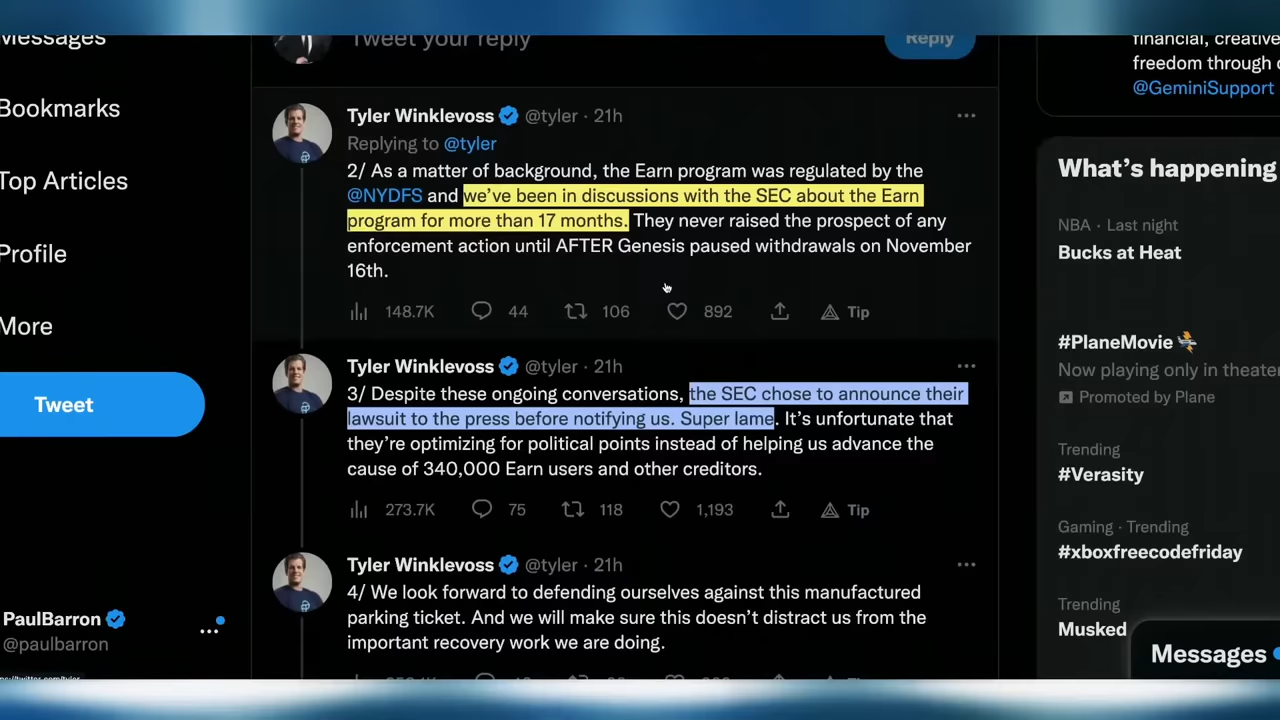 Messages
Bookmarks
Top Articles
Profile
More
Tweet
PaulBarron
@paulbarron
Tweet your reply
Reply
Tyler Winklevoss @tyler · 21h
Replying to @tyler
2/ As a matter of background, the Earn program was regulated by the
@NYDFS and we’ve been in discussions with the SEC about the Earn
program for more than 17 months. They never raised the prospect of any
enforcement action until AFTER Genesis paused withdrawals on November
16th.
148.7K 44 106 892 Tip
Tyler Winklevoss @tyler · 21h
3/ Despite these ongoing conversations, the SEC chose to announce their
lawsuit to the press before notifying us. Super lame. It’s unfortunate that
they’re optimizing for political points instead of helping us advance the
cause of 340,000 Earn users and other creditors.
273.7K 75 118 1,193 Tip
Tyler Winklevoss @tyler · 21h
4/ We look forward to defending ourselves against this manufactured
parking ticket. And we will make sure this doesn’t distract us from the
important recovery work we are doing.
financial, creative
freedom through
@GeminiSupport
What’s happening
NBA · Last night
Bucks at Heat
#PlaneMovie
Now playing only in theater
Promoted by Plane
Trending
#Verasity
Gaming · Trending
#xboxfreecodefriday
Trending
Musked
Messages